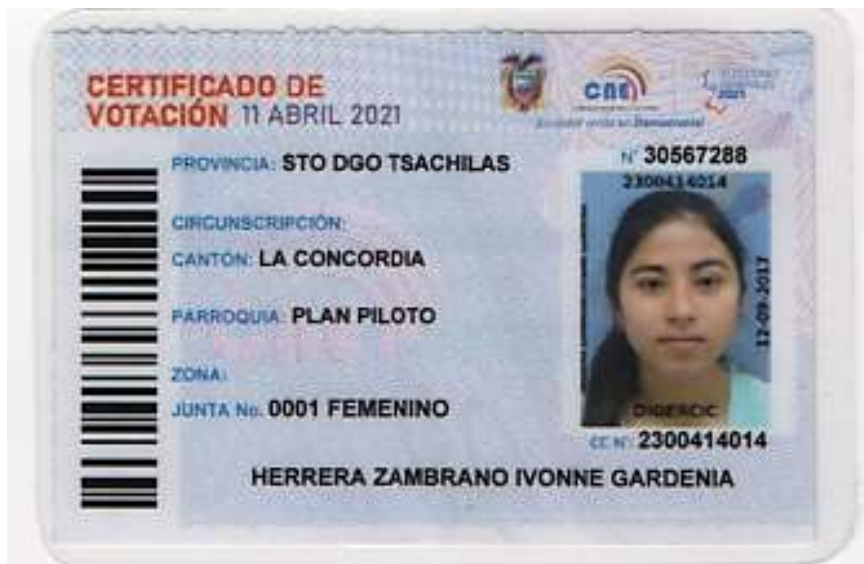 CERTIFICADO DE
VOTACIÓN 11 ABRIL 2021
CNE
PROVINCIA: STO DGO TSACHILAS
N° 30567288
2300414014
CIRCUNSCRIPCIÓN:
CANTÓN: LA CONCORDIA
12-09-2017
PARROQUIA: PLAN PILOTO
ZONA:
JUNTA No. 0001 FEMENINO
DIGERCIC
CC N°: 2300414014
HERRERA ZAMBRANO IVONNE GARDENIA